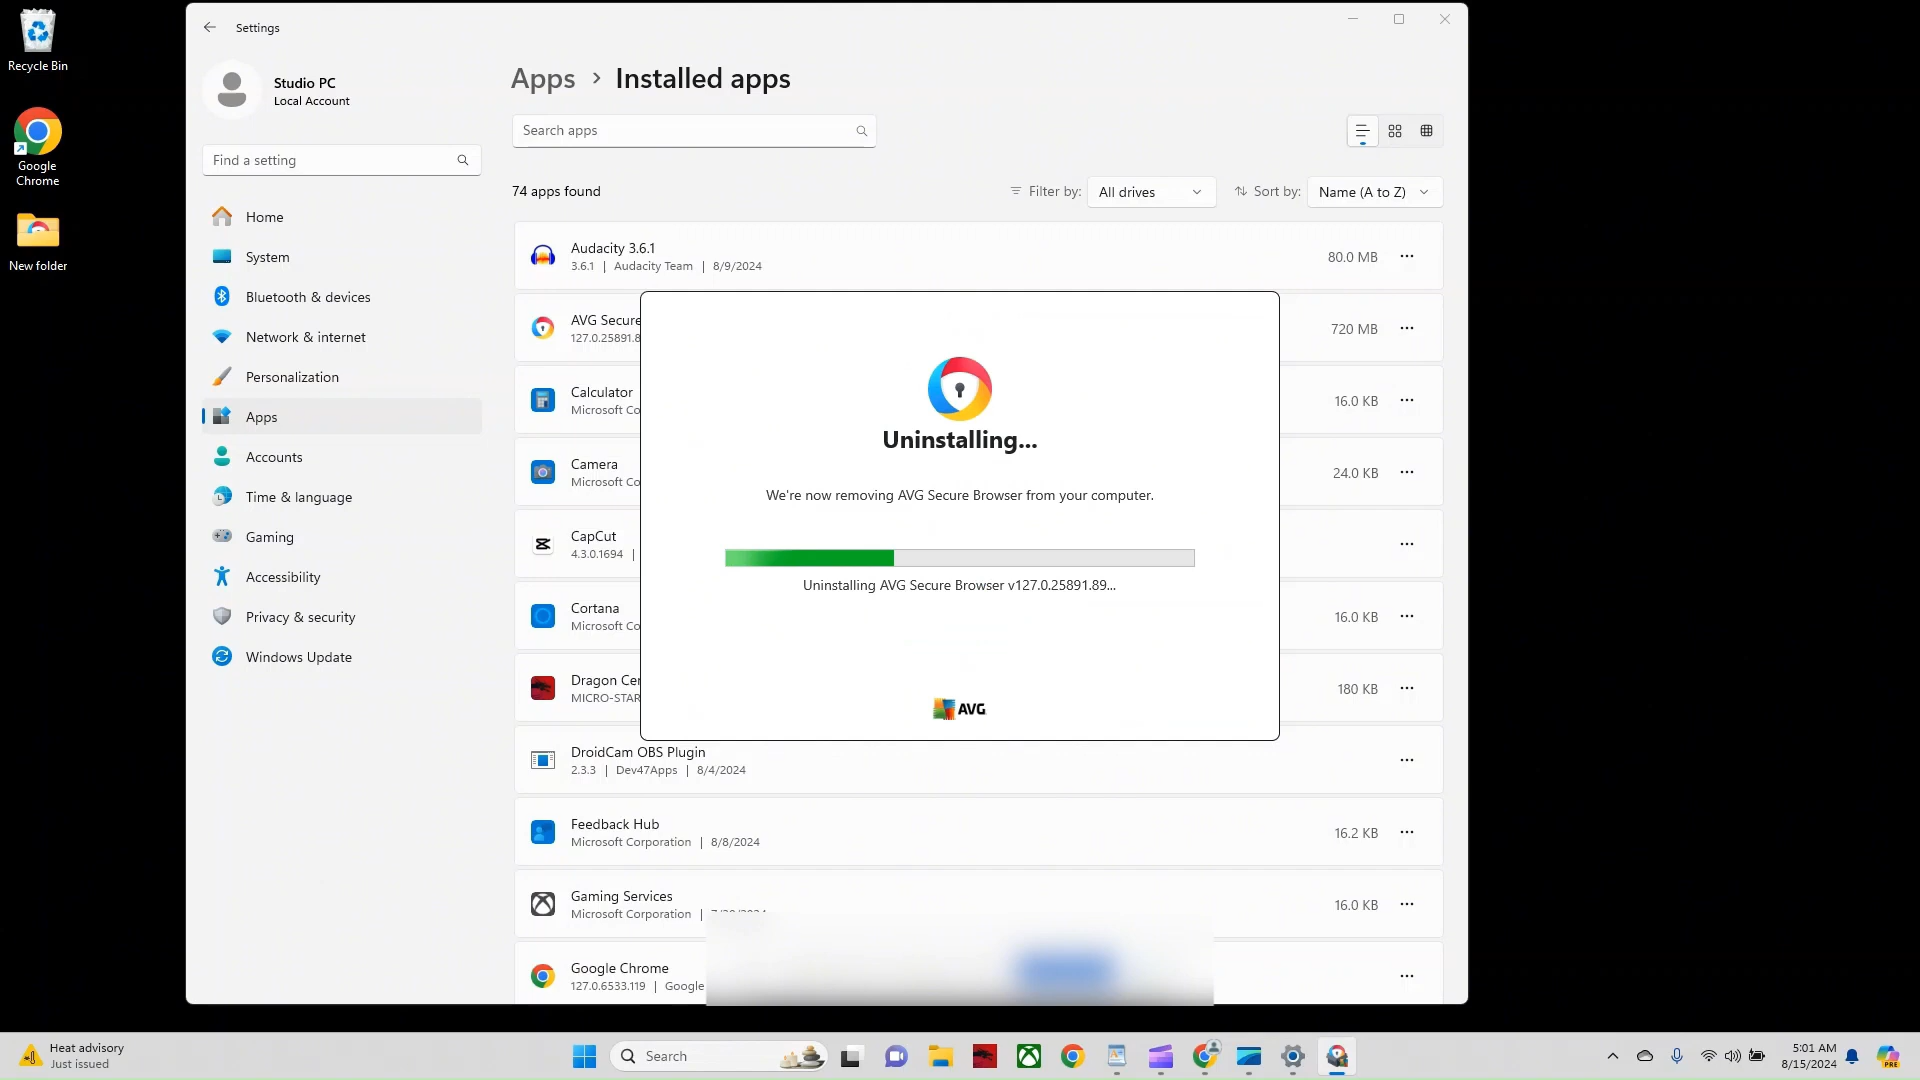 Recycle Bin
Google
Chrome
New folder
Settings
Studio PC
Local Account
Find a setting
Home
System
Bluetooth & devices
Network & internet
Personalization
Apps
Accounts
Time & language
Gaming
Accessibility
Privacy & security
Windows Update
Apps > Installed apps
Search apps
74 apps found
Filter by: All drives
Sort by: Name (A to Z)
Audacity 3.6.1
3.6.1 | Audacity Team | 8/9/2024
80.0 MB
AVG Secure
127.0.25891.8
720 MB
Calculator
Microsoft Co
16.0 KB
Camera
Microsoft Co
24.0 KB
CapCut
4.3.0.1694 |
Cortana
Microsoft Co
16.0 KB
Dragon Cen
MICRO-STAR
180 KB
DroidCam OBS Plugin
2.3.3 | Dev47Apps | 8/4/2024
Feedback Hub
Microsoft Corporation | 8/8/2024
16.2 KB
Gaming Services
Microsoft Corporation |
16.0 KB
Google Chrome
127.0.6533.119 | Google
Uninstalling...
We're now removing AVG Secure Browser from your computer.
Uninstalling AVG Secure Browser v127.0.25891.89...
AVG
Heat advisory
Just issued
Search
5:01 AM
8/15/2024
PRE